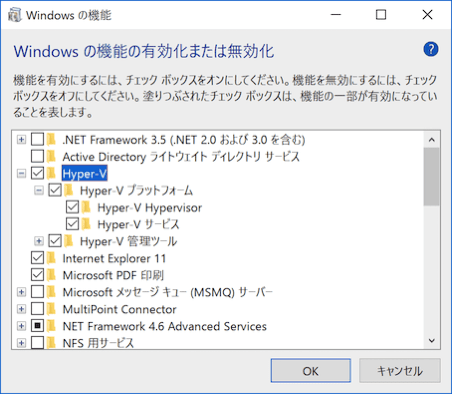 Windows の機能
Windows の機能の有効化または無効化
機能を有効にするには、チェック ボックスをオンにしてください。機能を無効にするには、チェック
ボックスをオフにしてください。塗りつぶされたチェック ボックスは、機能の一部が有効になってい
ることを表します。
.NET Framework 3.5 (.NET 2.0 および 3.0 を含む)
Active Directory ライトウェイト ディレクトリ サービス
Hyper-V
Hyper-V プラットフォーム
Hyper-V Hypervisor
Hyper-V サービス
Hyper-V 管理ツール
Internet Explorer 11
Microsoft PDF 印刷
Microsoft メッセージ キュー (MSMQ) サーバー
MultiPoint Connector
NET Framework 4.6 Advanced Services
NFS 用サービス
OK
キャンセル